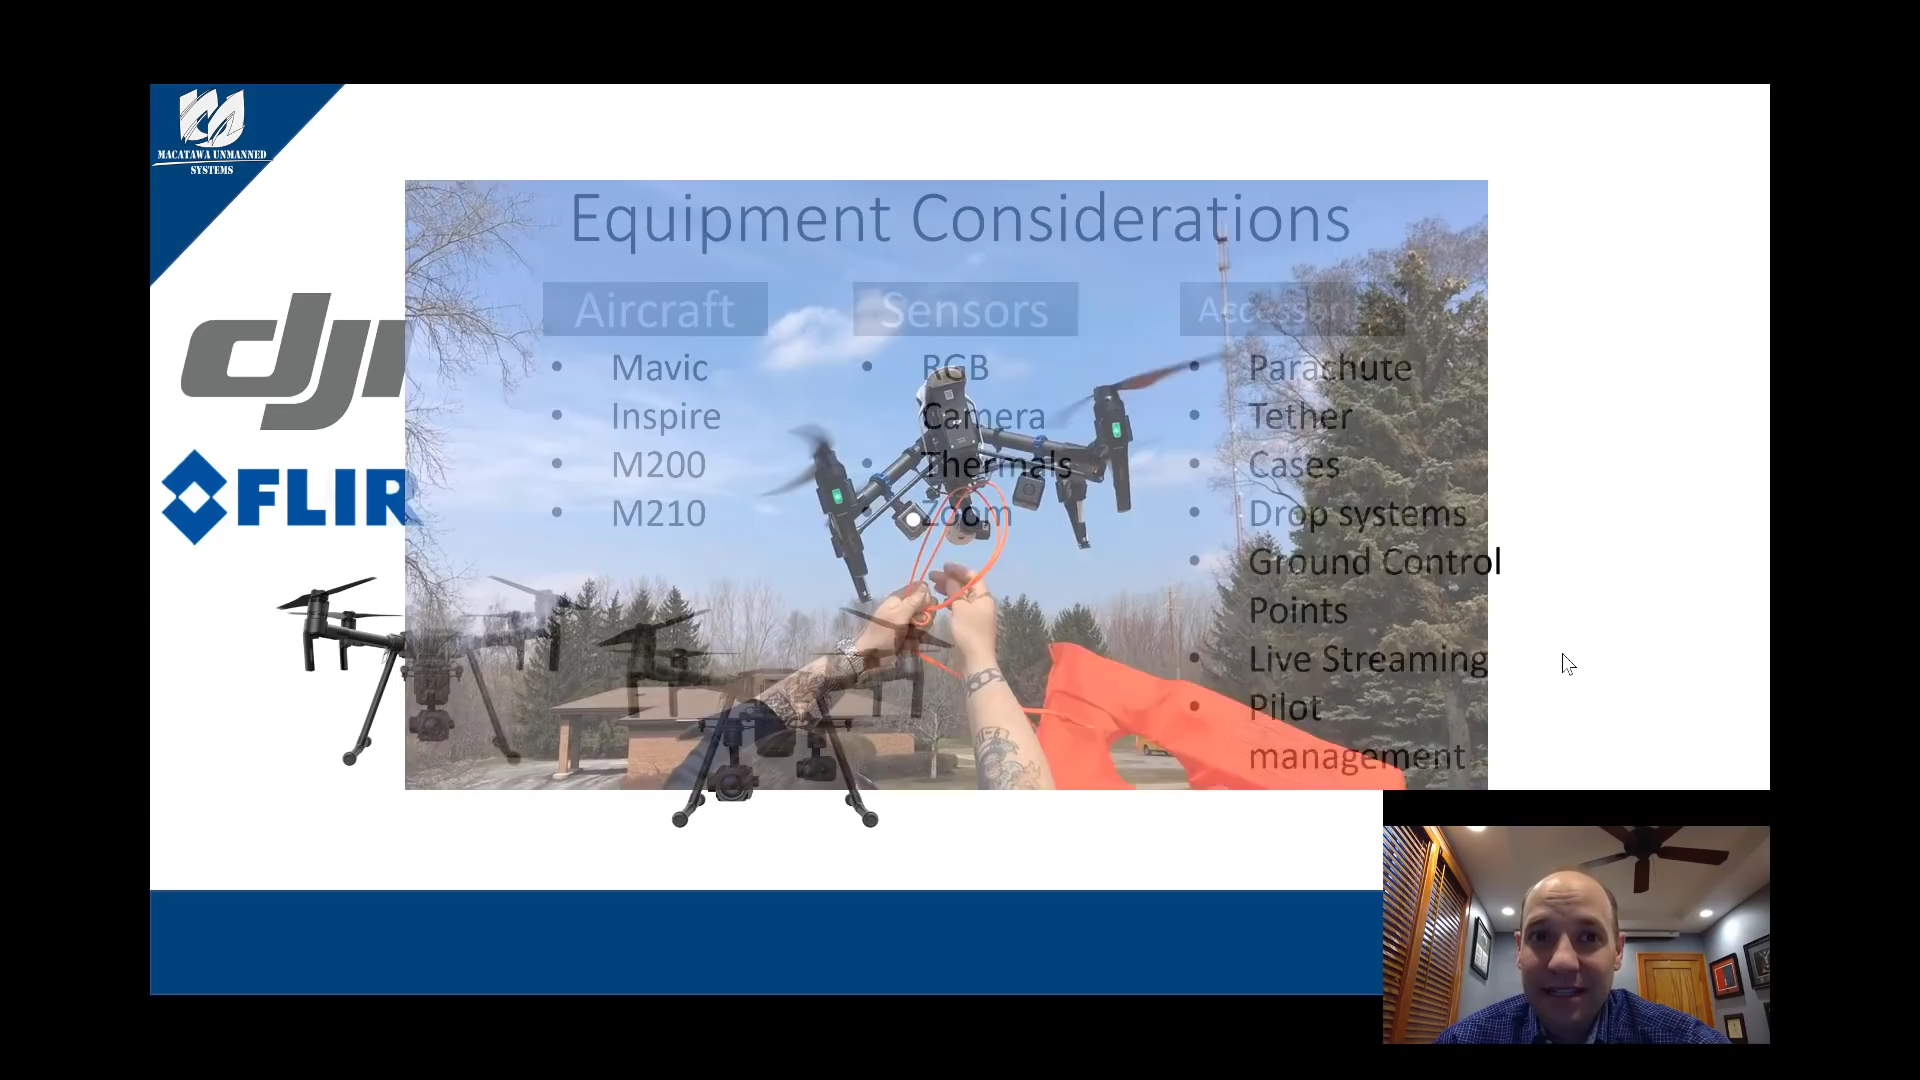 MACATAWA UNMANNED
SYSTEMS
Equipment Considerations
dji
FLIR
Aircraft
Mavic
Inspire
M200
M210
Sensors
RGB
Camera
Thermals
Zoom
Parachute
Tether
Cases
Drop systems
Ground Control
Points
Live Streaming
Pilot
management